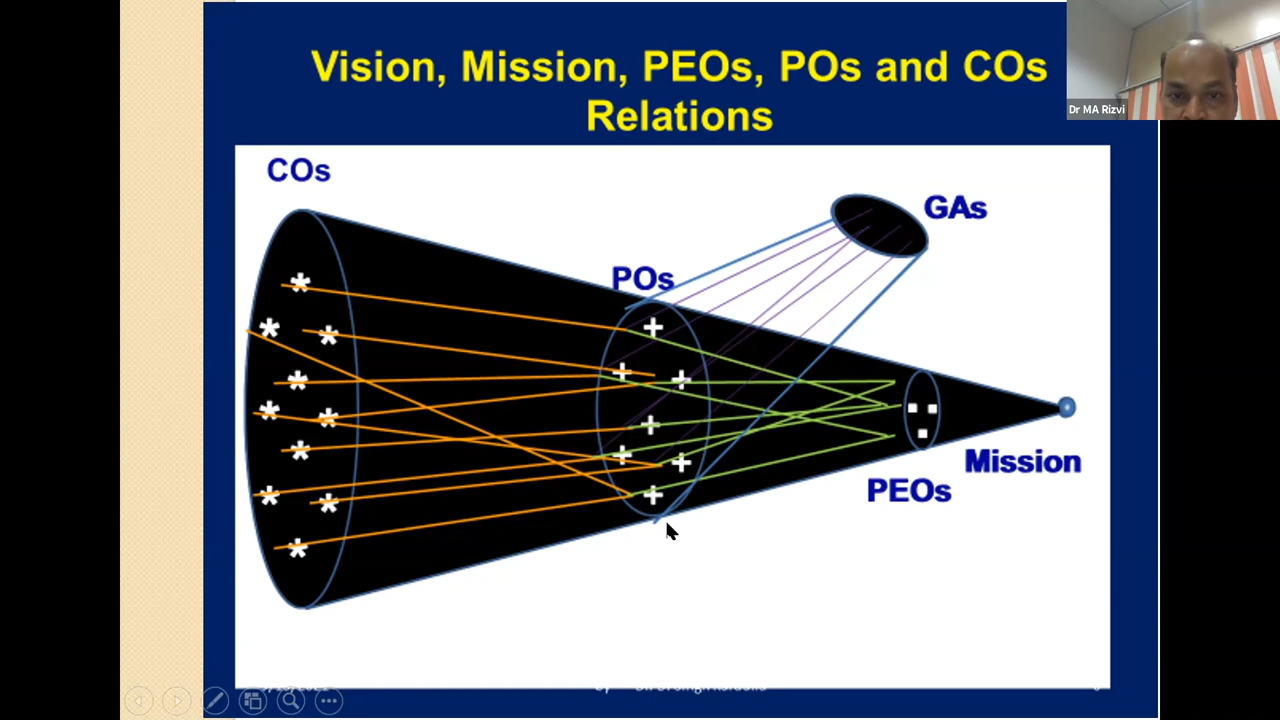 Vision, Mission, PEOs, POs and COs
Relations
Dr MA Rizvi
COs
GAs
POs
Mission
PEOs